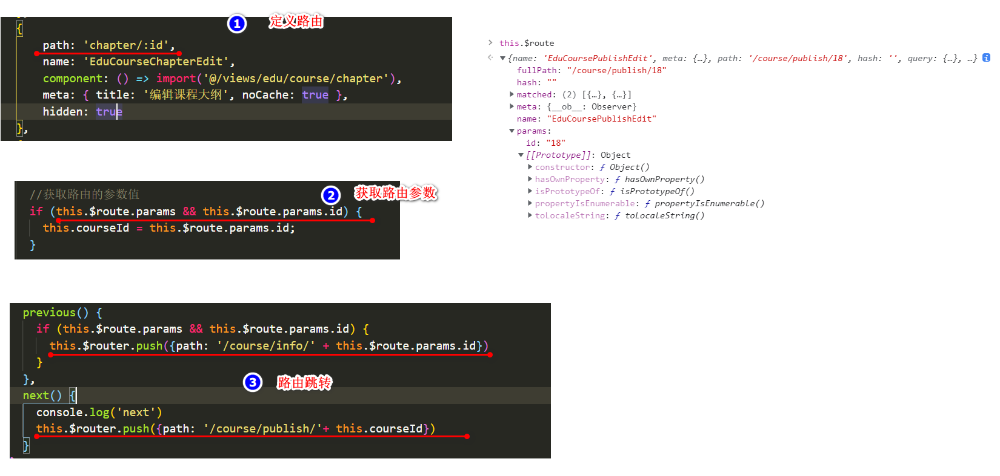 1 定义路由
{
path: 'chapter/:id',
name: 'EduCourseChapterEdit',
component: () => import('@/views/edu/course/chapter'),
meta: { title: '编辑课程大纲', noCache: true },
hidden: true
},
2 获取路由参数
//获取路由的参数值
if (this.$route.params && this.$route.params.id) {
this.courseId = this.$route.params.id;
}
previous() {
if (this.$route.params && this.$route.params.id) {
this.$router.push({path: '/course/info/' + this.$route.params.id})
}
},
3 路由跳转
next() {
console.log('next')
this.$router.push({path: '/course/publish/'+ this.courseId})
}
> this.$route
{name: 'EduCoursePublishEdit', meta: {…}, path: '/course/publish/18', hash: '', query: {…}, …} i
fullPath: "/course/publish/18"
hash: ""
matched: (2) [{…}, {…}]
meta: {__ob__: Observer}
name: "EduCoursePublishEdit"
params:
id: "18"
[[Prototype]]: Object
constructor: ƒ Object()
hasOwnProperty: ƒ hasOwnProperty()
isPrototypeOf: ƒ isPrototypeOf()
propertyIsEnumerable: ƒ propertyIsEnumerable()
toLocaleString: ƒ toLocaleString()